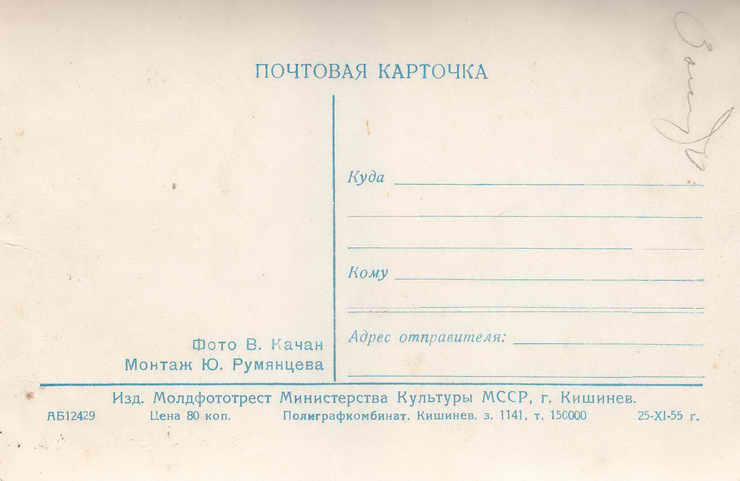 ПОЧТОВАЯ КАРТОЧКА
Куда
Кому
Адрес отправителя:
Фото В. Качан
Монтаж Ю. Румянцева
Изд. Молдфототрест Министерства Культуры МССР, г. Кишинев.
АБ12429 Цена 80 коп. Полиграфкомбинат. Кишинев. з. 1141, т. 150000 25-XI-55 г.